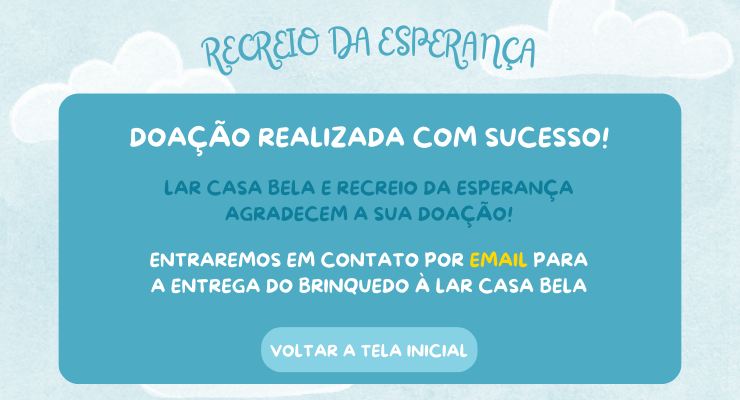 RECREIO DA ESPERANÇA
DOAÇÃO REALIZADA COM SUCESSO!
LAR CASA BELA E RECREIO DA ESPERANÇA
AGRADECEM A SUA DOAÇÃO!
ENTRAREMOS EM CONTATO POR EMAIL PARA
A ENTREGA DO BRINQUEDO À LAR CASA BELA
VOLTAR A TELA INICIAL